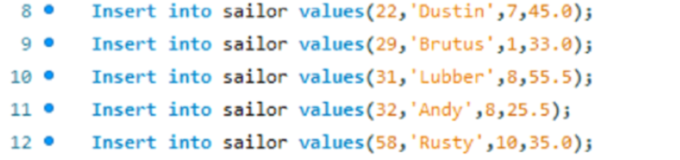 8 Insert into sailor values(22,'Dustin',7,45.0);
9 Insert into sailor values(29,'Brutus',1,33.0);
10 Insert into sailor values(31,'Lubber',8,55.5);
11 Insert into sailor values(32,'Andy',8,25.5);
12 Insert into sailor values(58,'Rusty',10,35.0);